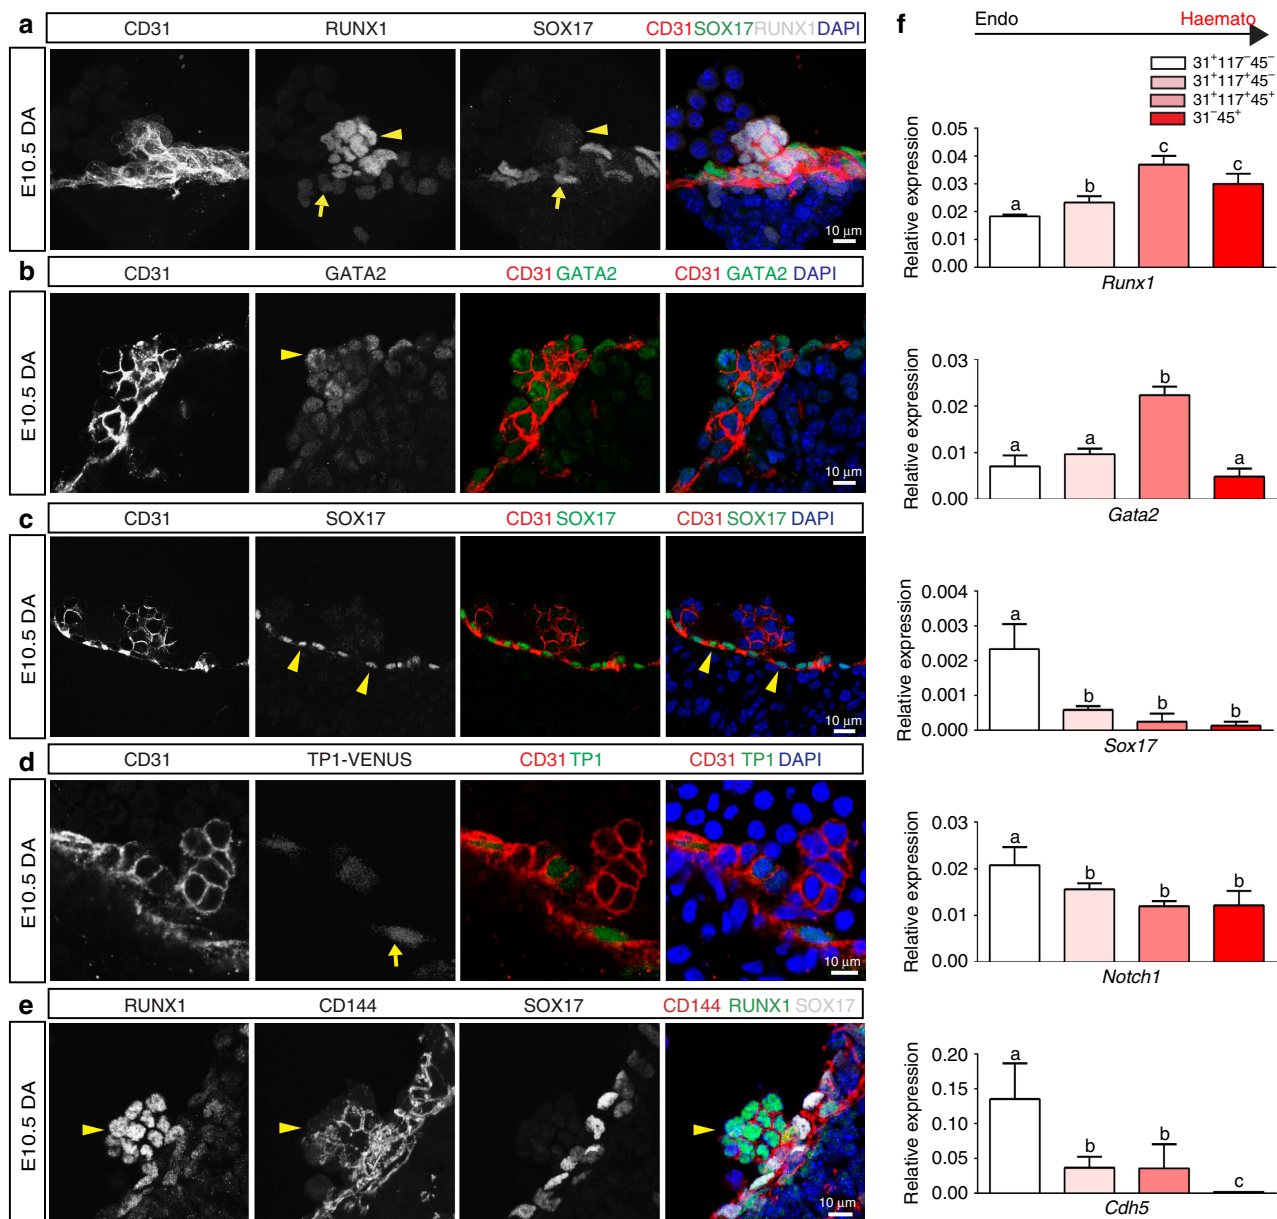 a
CD31 RUNX1 SOX17 CD31SOX17RUNX1DAPI
E10.5 DA
10 μm
b
CD31 GATA2 CD31 GATA2 CD31 GATA2 DAPI
E10.5 DA
10 μm
c
CD31 SOX17 CD31 SOX17 CD31 SOX17 DAPI
E10.5 DA
10 μm
d
CD31 TP1-VENUS CD31 TP1 CD31 TP1 DAPI
E10.5 DA
10 μm
e
RUNX1 CD144 SOX17 CD144 RUNX1 SOX17
E10.5 DA
10 μm
f
Endo Haemato
31⁺117⁻45⁻
31⁺117⁺45⁻
31⁺117⁺45⁺
31⁻45⁺
Relative expression
0.05
0.04
0.03
0.02
0.01
0.00
a b c c
Runx1
Relative expression
0.03
0.02
0.01
0.00
a a b a
Gata2
Relative expression
0.004
0.003
0.002
0.001
0.000
a b b b
Sox17
Relative expression
0.03
0.02
0.01
0.00
a b b b
Notch1
Relative expression
0.20
0.15
0.10
0.05
0.00
a b b c
Cdh5